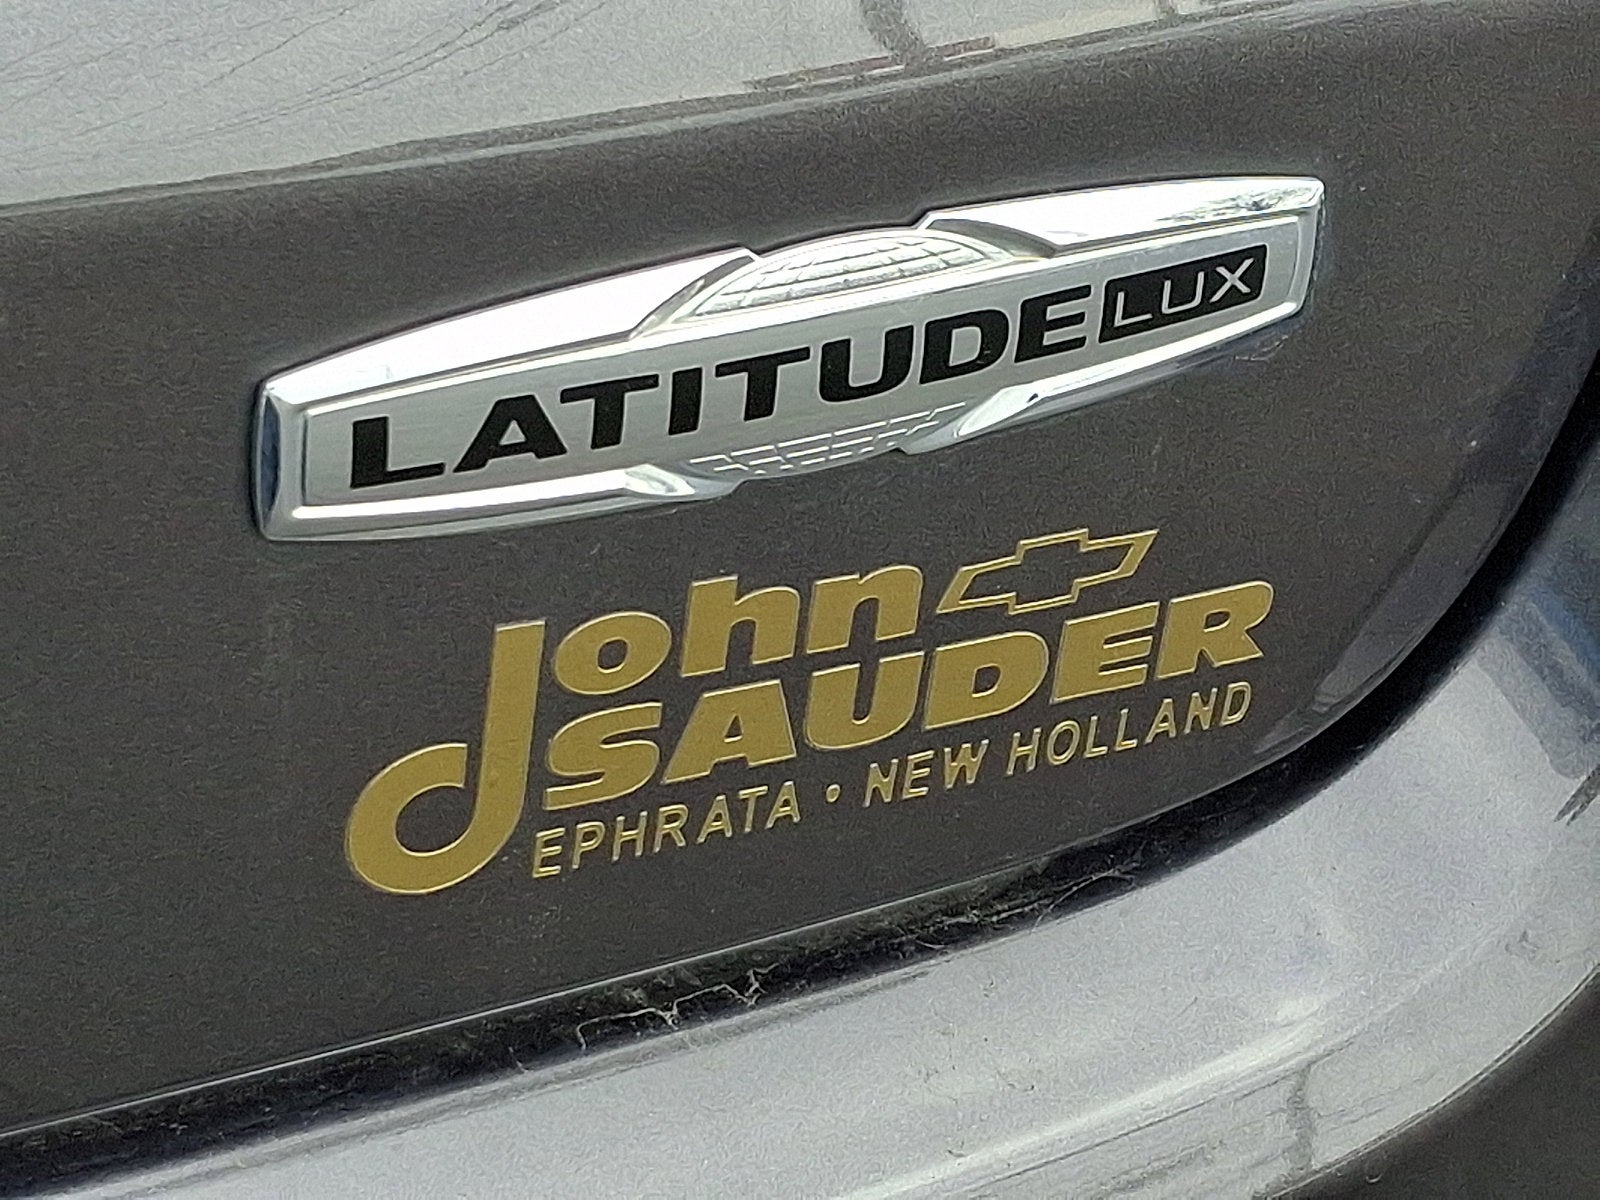 LATITUDE LUX
John
SAUDER
EPHRATA • NEW HOLLAND